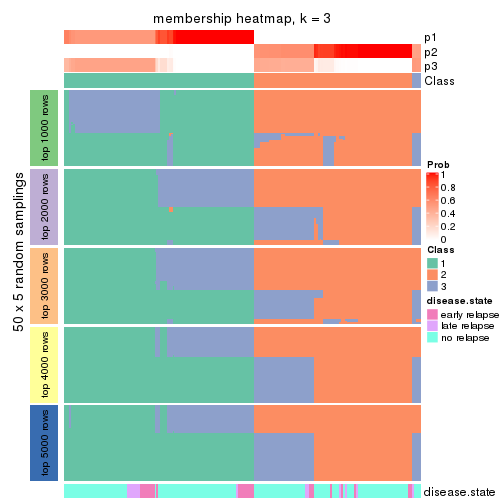 membership heatmap, k = 3
p1
p2
p3
Class
50 x 5 random samplings
top 1000 rows
top 2000 rows
top 3000 rows
top 4000 rows
top 5000 rows
Prob
1
0.8
0.6
0.4
0.2
0
Class
1
2
3
disease.state
early relapse
late relapse
no relapse
disease.state